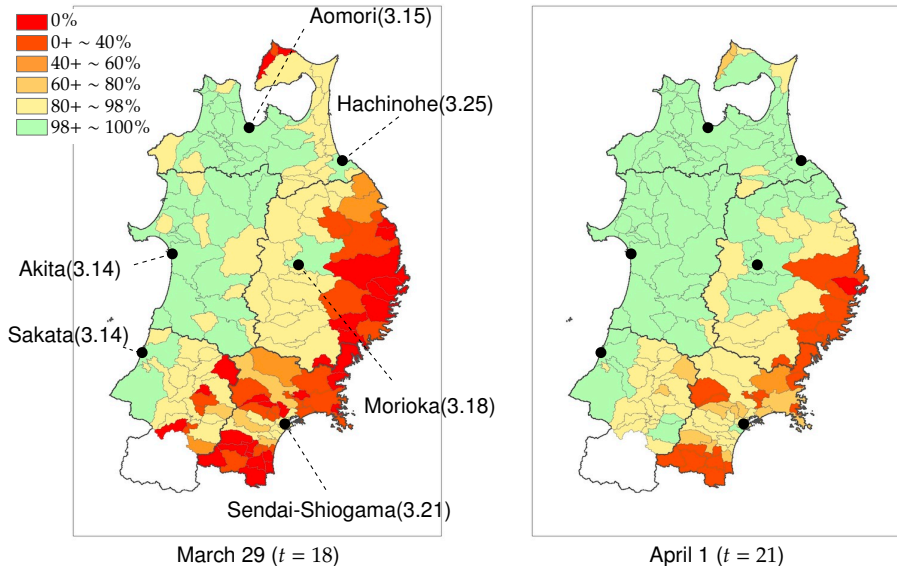 0%
0+ ~ 40%
40+ ~ 60%
60+ ~ 80%
80+ ~ 98%
98+ ~ 100%
Aomori(3.15)
Hachinohe(3.25)
Akita(3.14)
Sakata(3.14)
Morioka(3.18)
Sendai-Shiogama(3.21)
March 29 (t = 18)
April 1 (t = 21)